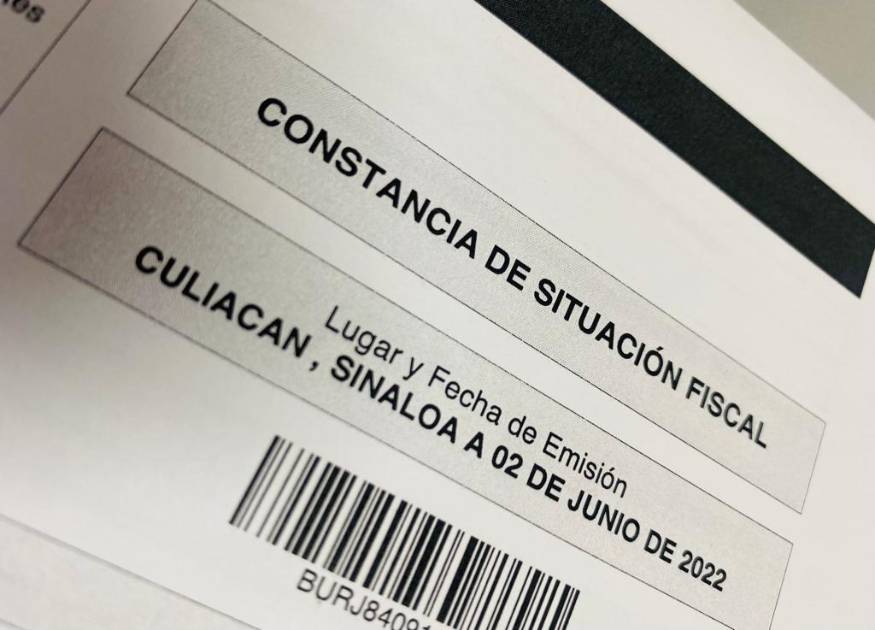 CONSTANCIA DE SITUACIÓN FISCAL
Lugar y Fecha de Emisión
CULIACAN , SINALOA A 02 DE JUNIO DE 2022